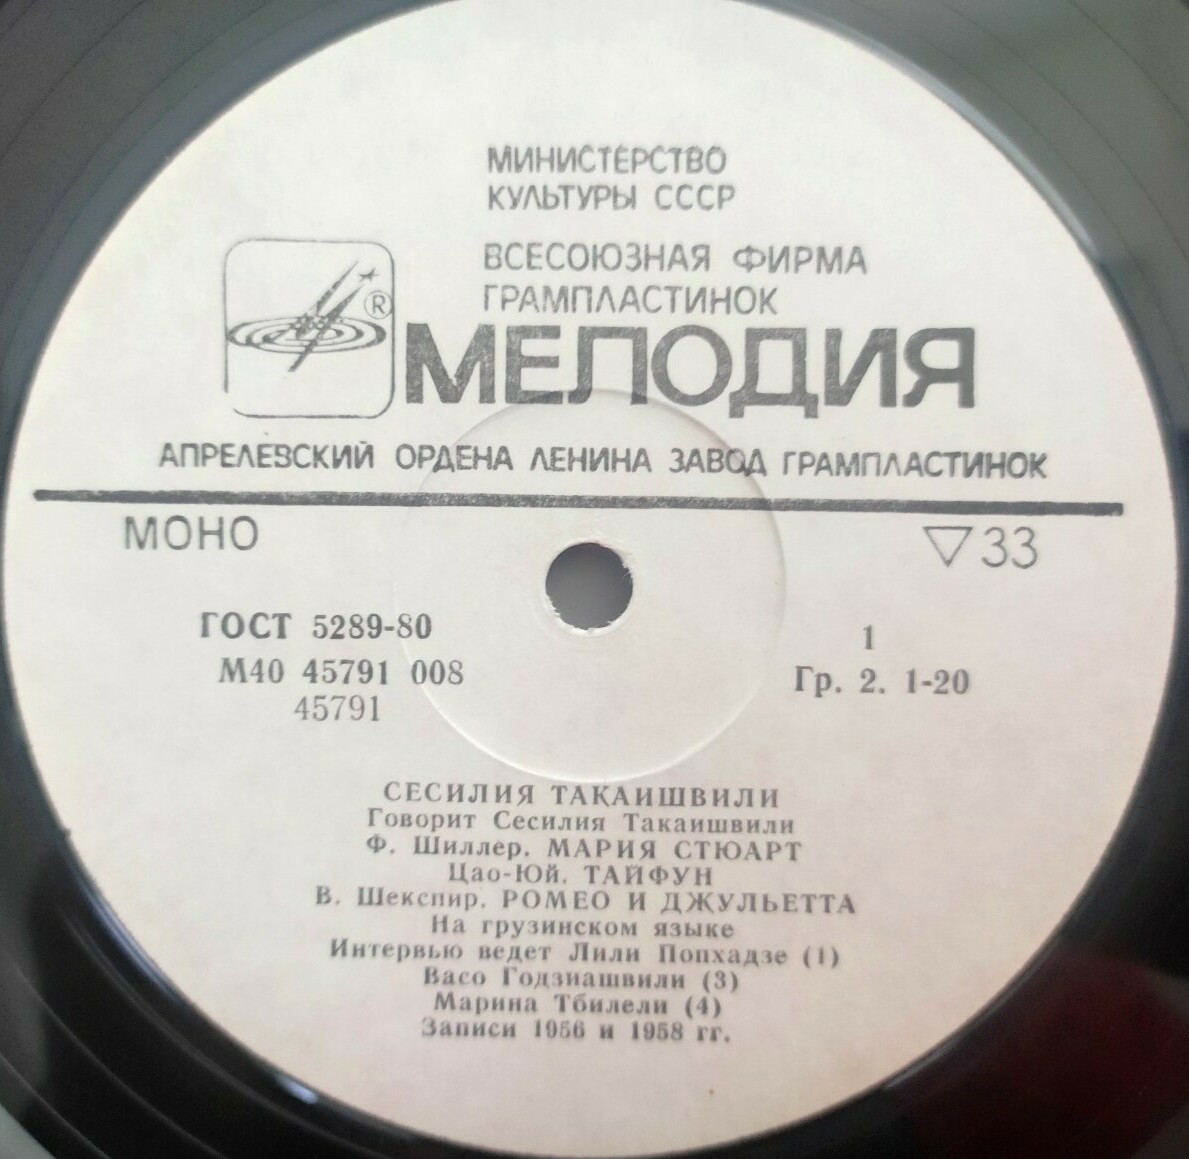 МИНИСТЕРСТВО
КУЛЬТУРЫ СССР
ВСЕСОЮЗНАЯ ФИРМА
ГРАМПЛАСТИНОК
®
МЕЛОДИЯ
АПРЕЛЕВСКИЙ ОРДЕНА ЛЕНИНА ЗАВОД ГРАМПЛАСТИНОК
МОНО
▽33
ГОСТ 5289-80
1
М40 45791 008
Гр. 2. 1-20
45791
СЕСИЛИЯ ТАКАИШВИЛИ
Говорит Сесилия Такаишвили
Ф. Шиллер. МАРИЯ СТЮАРТ
Цао-Юй. ТАЙФУН
В. Шекспир. РОМЕО И ДЖУЛЬЕТТА
На грузинском языке
Интервью ведет Лили Попхадзе (1)
Васо Годзиашвили (3)
Марина Тбилели (4)
Записи 1956 и 1958 гг.